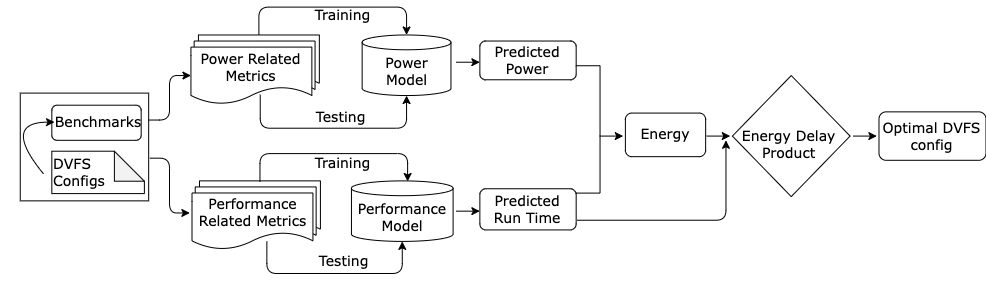 Training
Power Related
Metrics
Power
Model
Predicted
Power
Testing
Benchmarks
DVFS
Configs
Energy
Energy Delay
Product
Optimal DVFS
config
Training
Performance
Related Metrics
Performance
Model
Predicted
Run Time
Testing